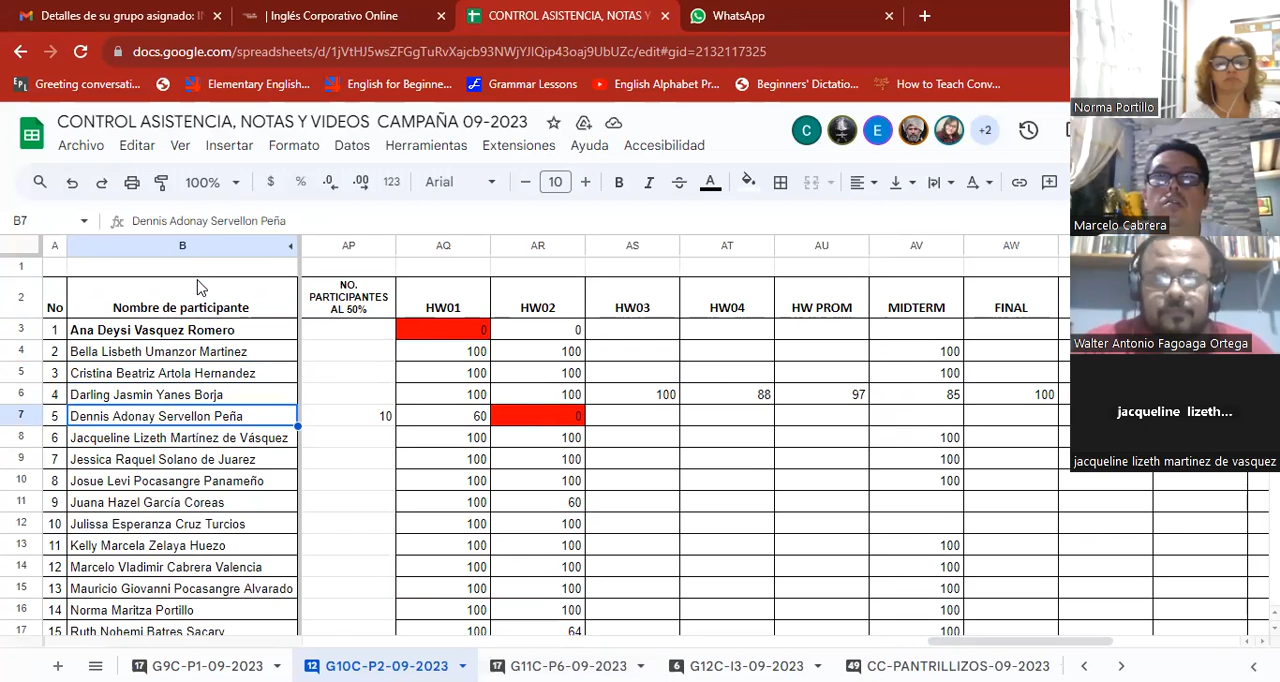 Detalles de su grupo asignado: I
| Inglés Corporativo Online
CONTROL ASISTENCIA, NOTAS Y
WhatsApp
docs.google.com/spreadsheets/d/1jVtHJ5wsZFGgTuRvXajcb93NWjYJIQip43oaj9UbUZc/edit#gid=2132117325
Greeting conversati...
Elementary English...
English for Beginne...
Grammar Lessons
English Alphabet Pr...
Beginners' Dictatio...
How to Teach Conv...
CONTROL ASISTENCIA, NOTAS Y VIDEOS CAMPAÑA 09-2023
C
E
+2
Archivo Editar Ver Insertar Formato Datos Herramientas Extensiones Ayuda Accesibilidad
100% $ % .0 .00 123 Arial − 10 + B I A
B7 fx Dennis Adonay Servellon Peña
A B AP AQ AR AS AT AU AV AW
1
2 No Nombre de participante NO. PARTICIPANTES AL 50% HW01 HW02 HW03 HW04 HW PROM MIDTERM FINAL
3 1 Ana Deysi Vasquez Romero 0 0
4 2 Bella Lisbeth Umanzor Martinez 100 100 100
5 3 Cristina Beatriz Artola Hernandez 100 100 100
6 4 Darling Jasmin Yanes Borja 100 100 100 88 97 85 100
7 5 Dennis Adonay Servellon Peña 10 60 0
8 6 Jacqueline Lizeth Martínez de Vásquez 100 100 100
9 7 Jessica Raquel Solano de Juarez 100 100 100
10 8 Josue Levi Pocasangre Panameño 100 100 100
11 9 Juana Hazel García Coreas 100 60
12 10 Julissa Esperanza Cruz Turcios 100 100
13 11 Kelly Marcela Zelaya Huezo 100 100 100
14 12 Marcelo Vladimir Cabrera Valencia 100 100 100
15 13 Mauricio Giovanni Pocasangre Alvarado 100 100 100
16 14 Norma Maritza Portillo 100 100 100
17 15 Ruth Nohemi Batres Sacary 100 64 100
+ 17 G9C-P1-09-2023 12 G10C-P2-09-2023 17 G11C-P6-09-2023 6 G12C-I3-09-2023 49 CC-PANTRILLIZOS-09-2023
Norma Portillo
Marcelo Cabrera
Walter Antonio Fagoaga Ortega
jacqueline lizeth...
jacqueline lizeth martinez de vasquez